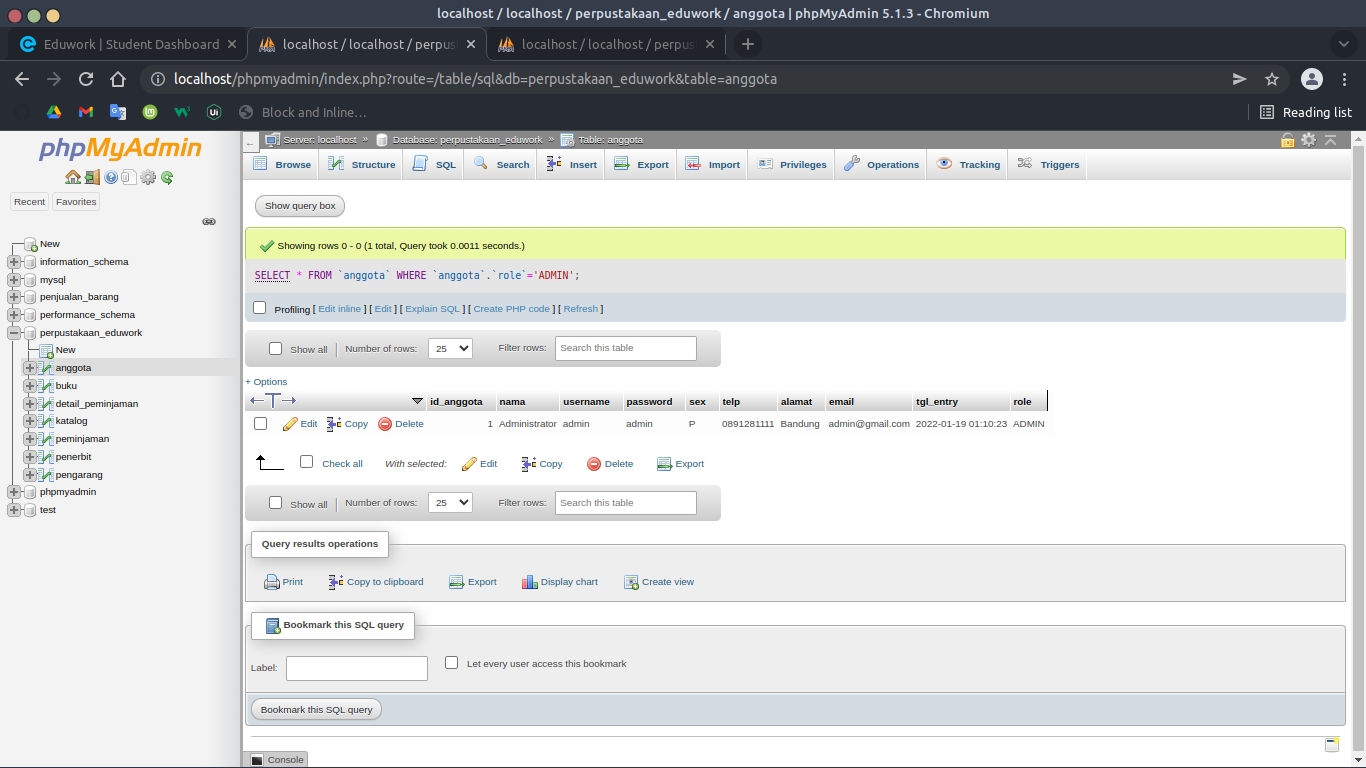 localhost / localhost / perpustakaan_eduwork / anggota | phpMyAdmin 5.1.3 - Chromium
Eduwork | Student Dashboard
localhost / localhost / perpus
localhost / localhost / perpus
localhost/phpmyadmin/index.php?route=/table/sql&db=perpustakaan_eduwork&table=anggota
Block and Inline…
Reading list
phpMyAdmin
Recent
Favorites
New
information_schema
mysql
penjualan_barang
performance_schema
perpustakaan_eduwork
New
anggota
buku
detail_peminjaman
katalog
peminjaman
penerbit
pengarang
phpmyadmin
test
Server: localhost » Database: perpustakaan_eduwork » Table: anggota
Browse Structure SQL Search Insert Export Import Privileges Operations Tracking Triggers
Show query box
Showing rows 0 - 0 (1 total, Query took 0.0011 seconds.)
SELECT * FROM `anggota` WHERE `anggota`.`role`='ADMIN';
Profiling [ Edit inline ] [ Edit ] [ Explain SQL ] [ Create PHP code ] [ Refresh ]
Show all | Number of rows: 25 Filter rows: Search this table
+ Options
id_anggota nama username password sex telp alamat email tgl_entry role
Edit Copy Delete 1 Administrator admin admin P 0891281111 Bandung admin@gmail.com 2022-01-19 01:10:23 ADMIN
Check all With selected: Edit Copy Delete Export
Show all | Number of rows: 25 Filter rows: Search this table
Query results operations
Print Copy to clipboard Export Display chart Create view
Bookmark this SQL query
Label: Let every user access this bookmark
Bookmark this SQL query
Console